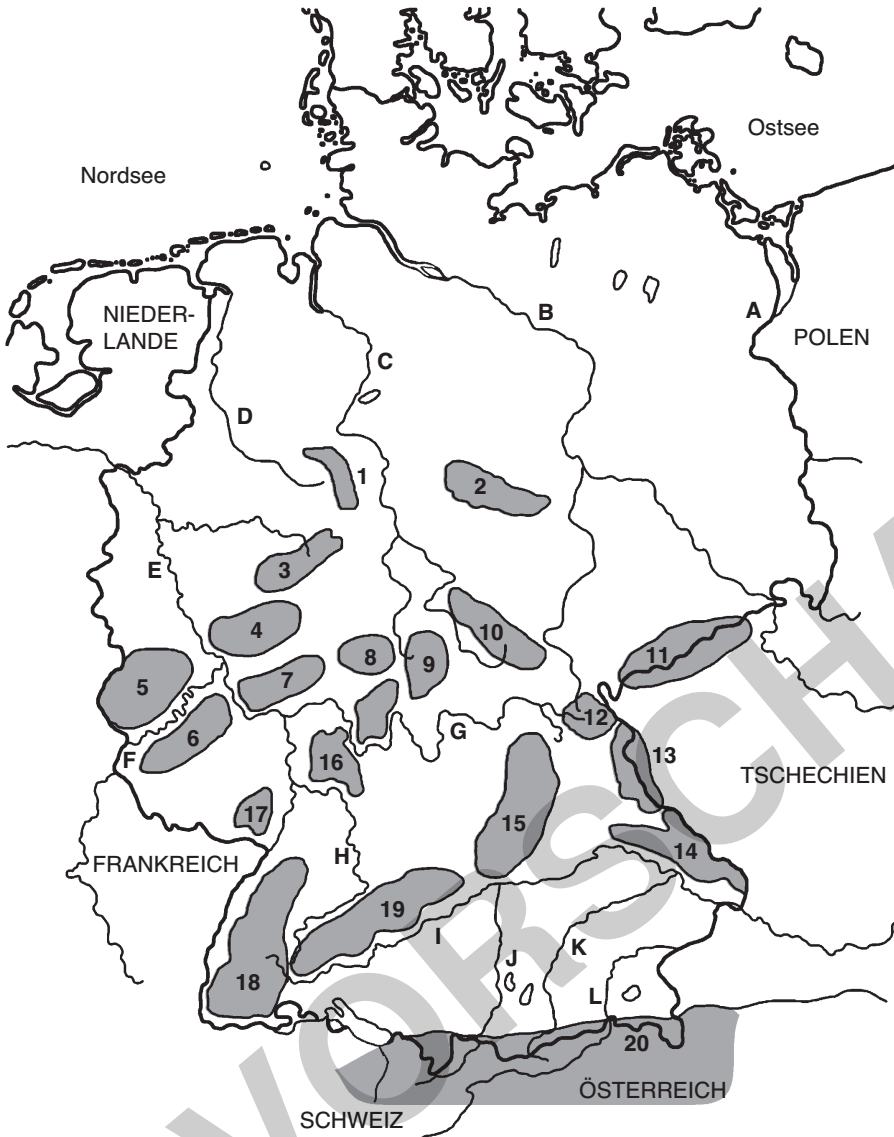 Ostsee
Nordsee
NIEDER-
LANDE
B
A
POLEN
C
D
1
2
E
3
4
10
11
8
9
5
7
12
6
G
13
F
16
TSCHECHIEN
17
15
14
FRANKREICH
H
19
I
K
J
18
L
20
ÖSTERREICH
SCHWEIZ
VORSCHA